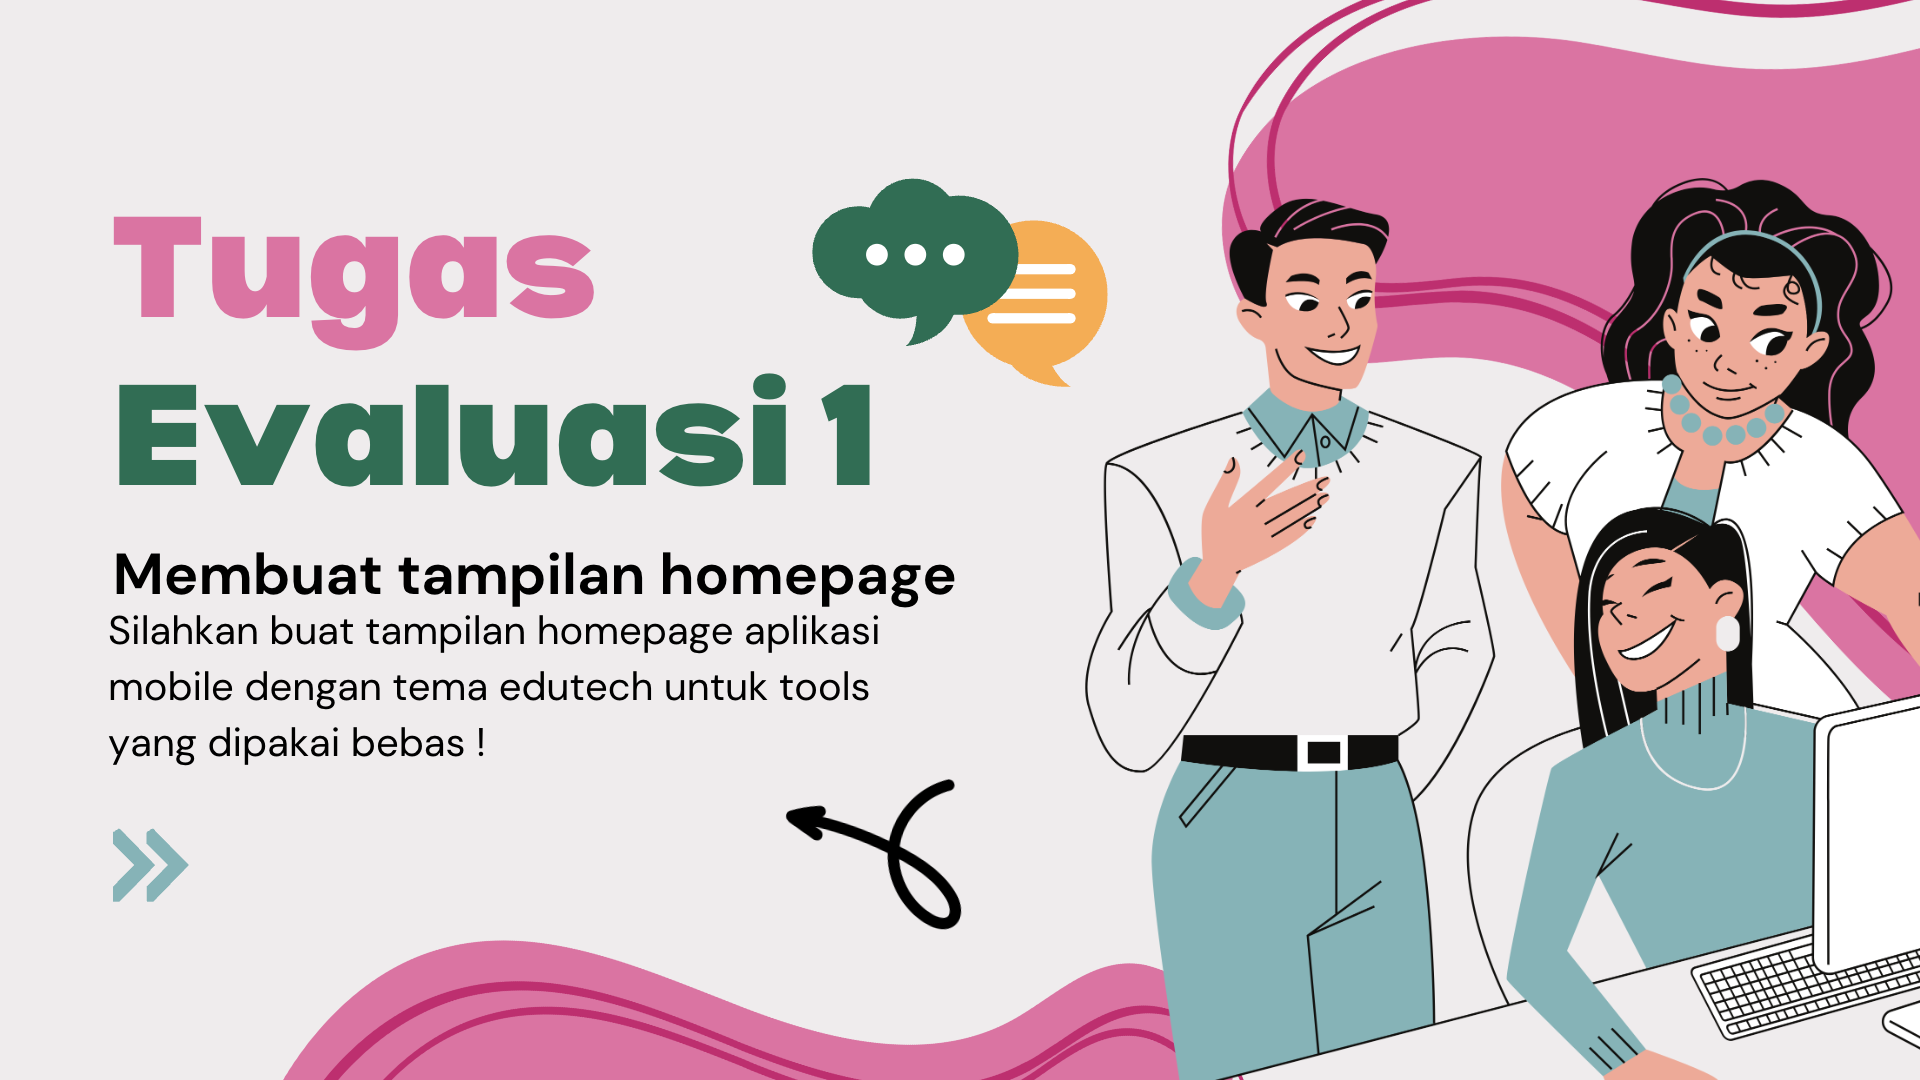 Tugas
Evaluasi 1
Membuat tampilan homepage
Silahkan buat tampilan homepage aplikasi
mobile dengan tema edutech untuk tools
yang dipakai bebas !